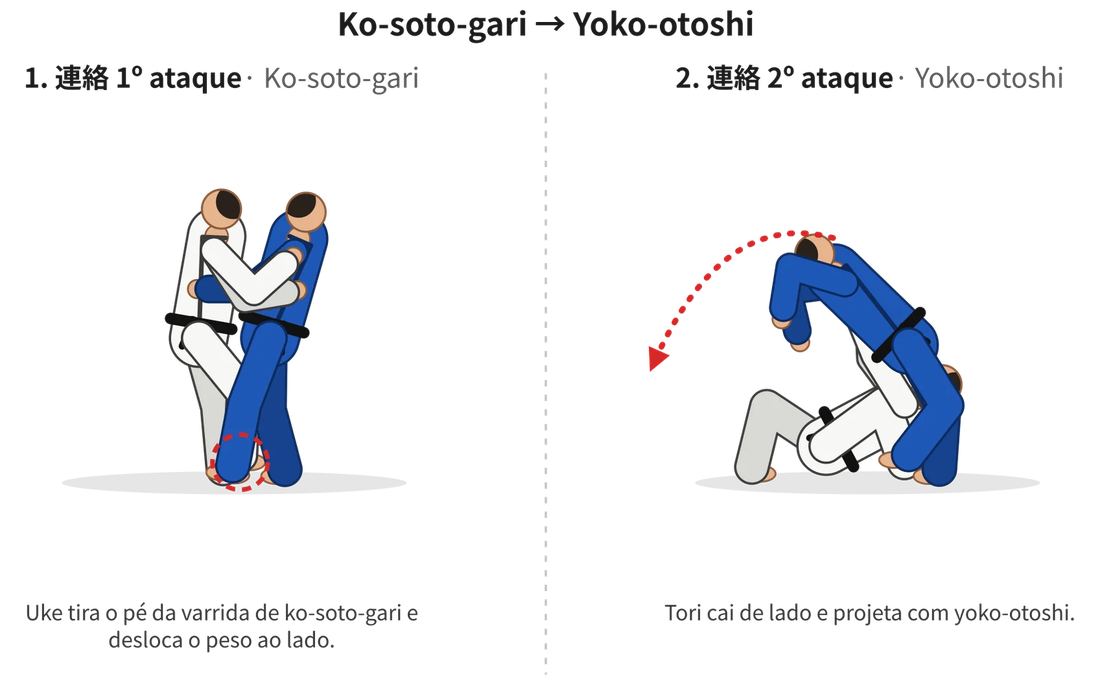 Ko-soto-gari → Yoko-otoshi
1. 連絡 1º ataque · Ko-soto-gari
2. 連絡 2º ataque · Yoko-otoshi
Uke tira o pé da varrida de ko-soto-gari e
desloca o peso ao lado.
Tori cai de lado e projeta com yoko-otoshi.